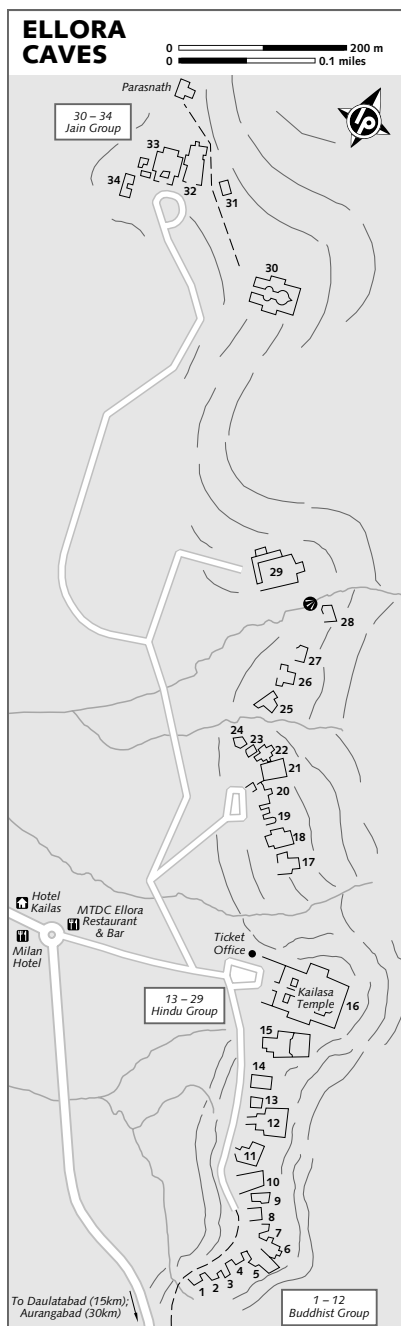 ELLORA
CAVES
0 200 m
0 0.1 miles
Parasnath
30 – 34
Jain Group
33
34
32
31
30
29
28
27
26
25
24
23
22
21
20
19
18
17
Hotel
Kailas
MTDC Ellora
Restaurant
& Bar
Milan
Hotel
Ticket
Office
Kailasa
Temple
16
13 – 29
Hindu Group
15
14
13
12
11
10
9
8
7
6
5
4
3
2
1
To Daulatabad (15km);
Aurangabad (30km)
1 – 12
Buddhist Group